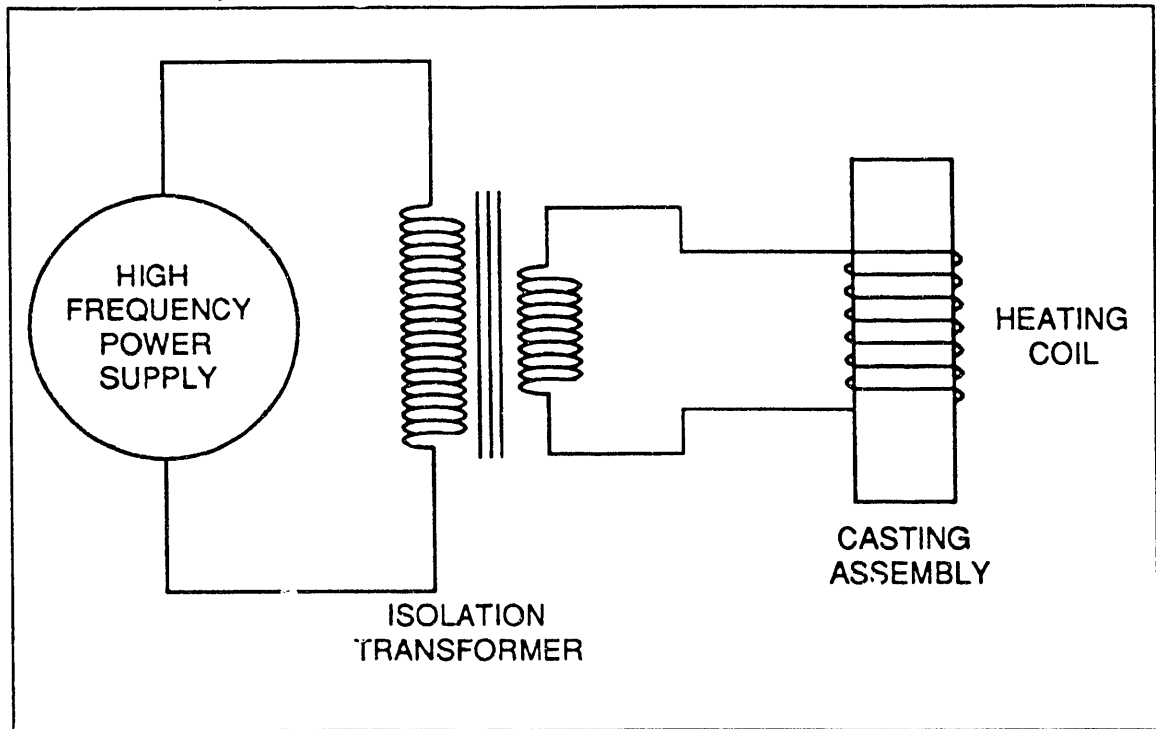 HIGH
FREQUENCY
POWER
SUPPLY
ISOLATION
TRANSFORMER
CASTING
ASSEMBLY
HEATING
COIL